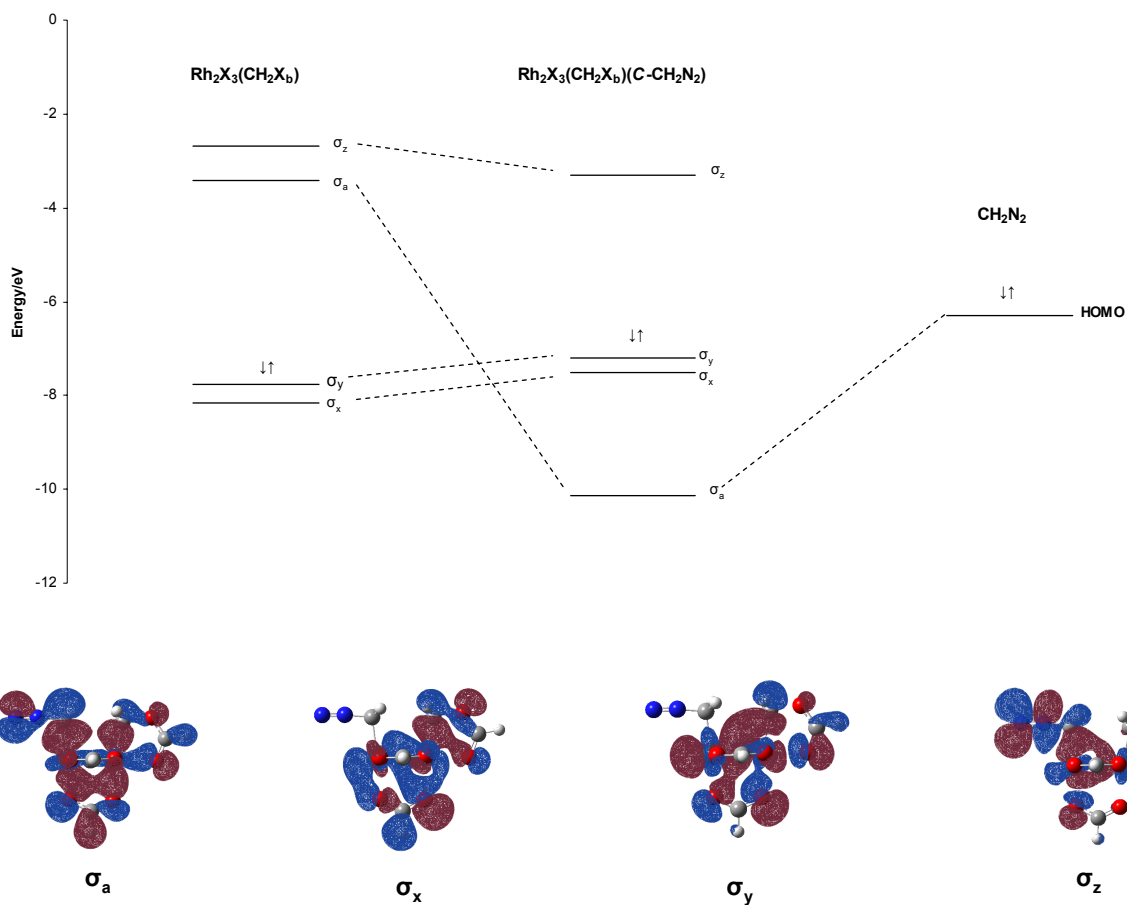 0
Rh₂X₃(CH₂Xb) Rh₂X₃(CH₂Xb)(C-CH₂N₂)
-2
σz
σz
σa
-4
CH₂N₂
Energy/eV
-6
↓↑
↓↑ HOMO
↓↑
σy
σy
σx
-8
σx
-10
σa
-12
σa σx σy σz